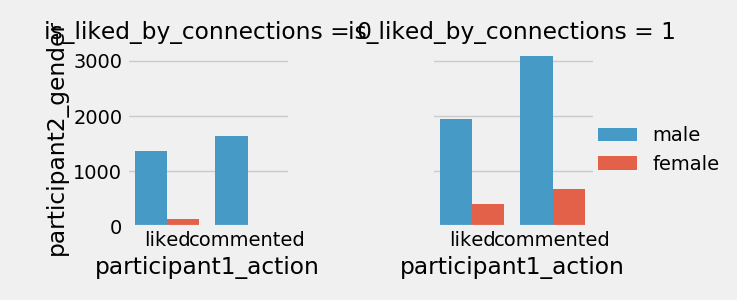 is_liked_by_connections = 0
is_liked_by_connections = 1
participant2_gender
3000
2000
1000
0
liked
commented
liked
commented
participant1_action
participant1_action
male
female